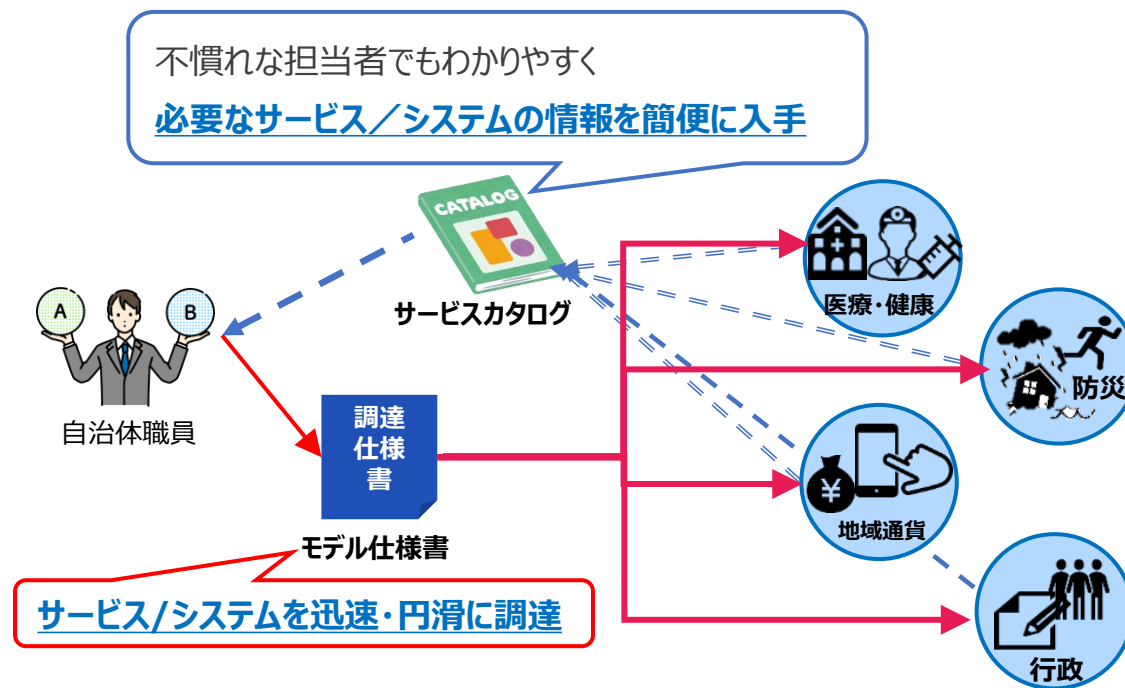 不慣れな担当者でもわかりやすく
必要なサービス／システムの情報を簡便に入手
CATALOG
サービスカタログ
医療・健康
A
B
防災
自治体職員
調達
仕様
書
¥
地域通貨
モデル仕様書
サービス/システムを迅速・円滑に調達
行政